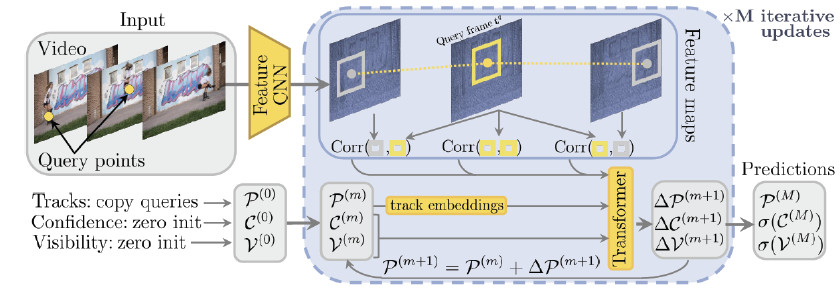 Input
Video
Query points
Feature CNN
Query frame t^q
Feature maps
×M iterative updates
Corr( , )
Corr( , )
Corr( , )
Tracks: copy queries
Confidence: zero init
Visibility: zero init
𝒫^(0)
𝒞^(0)
𝒱^(0)
𝒫^(m)
𝒞^(m)
𝒱^(m)
track embeddings
Transformer
𝒫^(m+1) = 𝒫^(m) + Δ𝒫^(m+1)
Δ𝒫^(m+1)
Δ𝒞^(m+1)
Δ𝒱^(m+1)
Predictions
𝒫^(M)
σ(𝒞^(M))
σ(𝒱^(M))